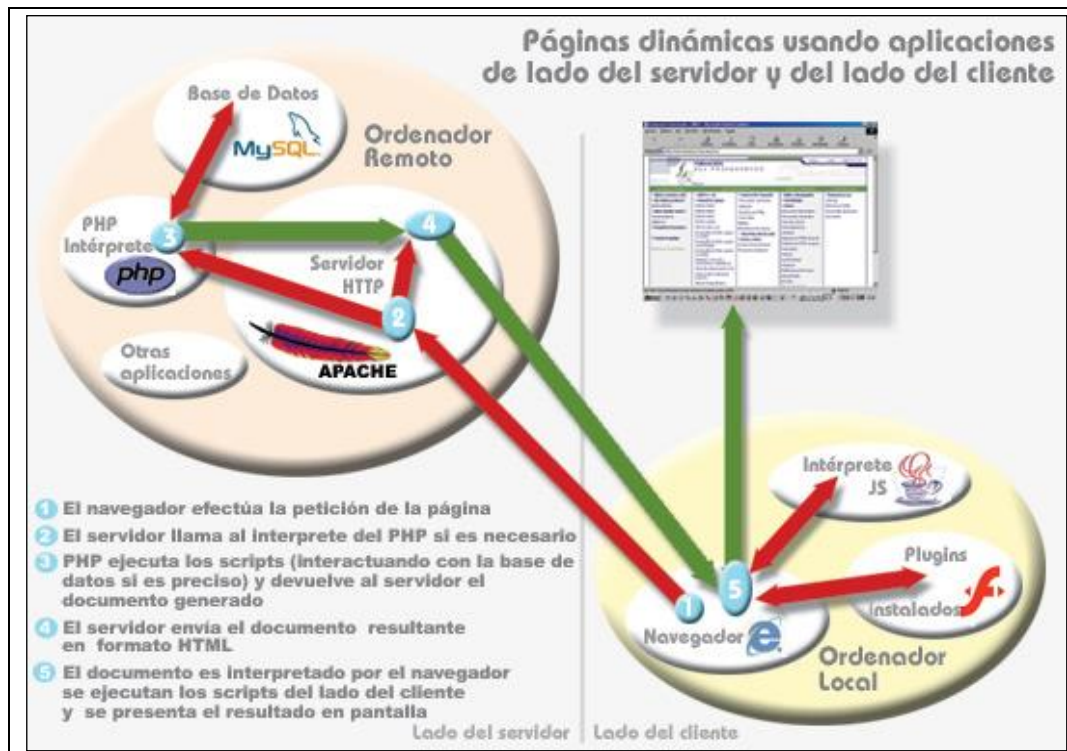 Páginas dinámicas usando aplicaciones
de lado del servidor y del lado del cliente
Base de Datos
MySQL
Ordenador
Remoto
PHP
Intérprete
php
3
4
Servidor
HTTP
2
APACHE
Otras
aplicaciones
Intérprete
JS
Plugins
Instalados
1
5
Navegador
Ordenador
Local
1 El navegador efectúa la petición de la página
2 El servidor llama al interprete del PHP si es necesario
3 PHP ejecuta los scripts (interactuando con la base de
datos si es preciso) y devuelve al servidor el
documento generado
4 El servidor envía el documento resultante
en formato HTML
5 El documento es interpretado por el navegador
se ejecutan los scripts del lado del cliente
y se presenta el resultado en pantalla
Lado del servidor
Lado del cliente